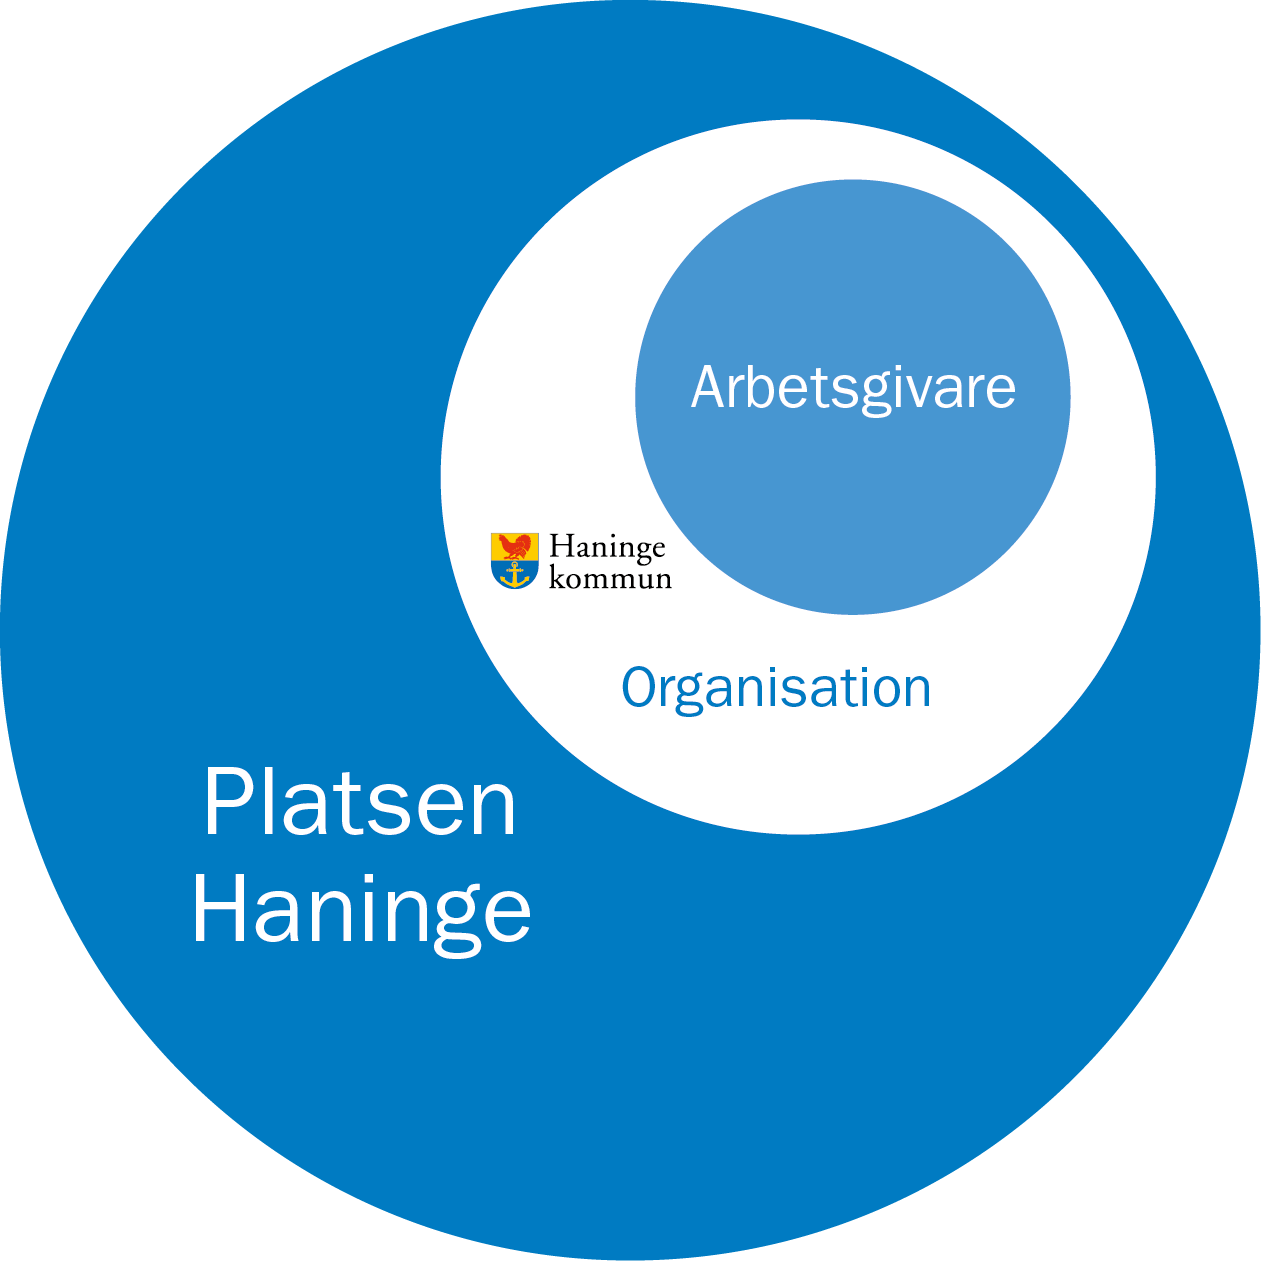 Arbetsgivare
Haninge
kommun
Organisation
Platsen
Haninge